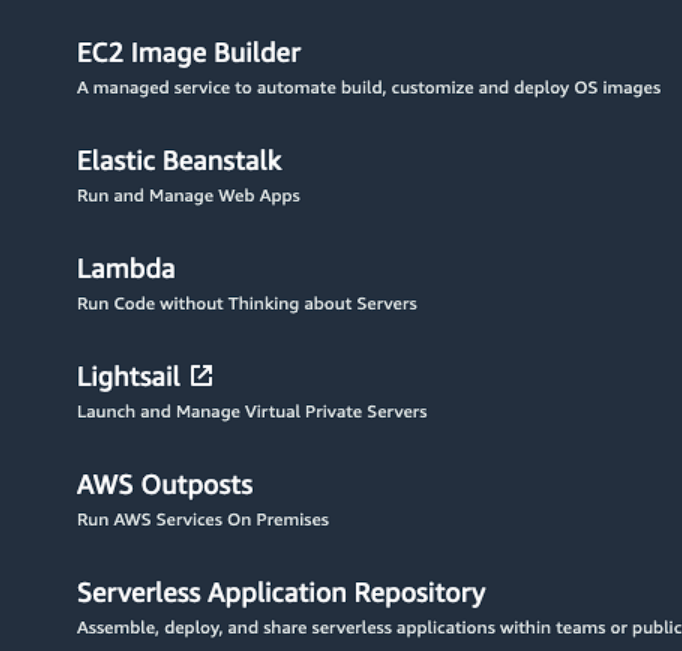 EC2 Image Builder
A managed service to automate build, customize and deploy OS images
Elastic Beanstalk
Run and Manage Web Apps
Lambda
Run Code without Thinking about Servers
Lightsail
Launch and Manage Virtual Private Servers
AWS Outposts
Run AWS Services On Premises
Serverless Application Repository
Assemble, deploy, and share serverless applications within teams or public